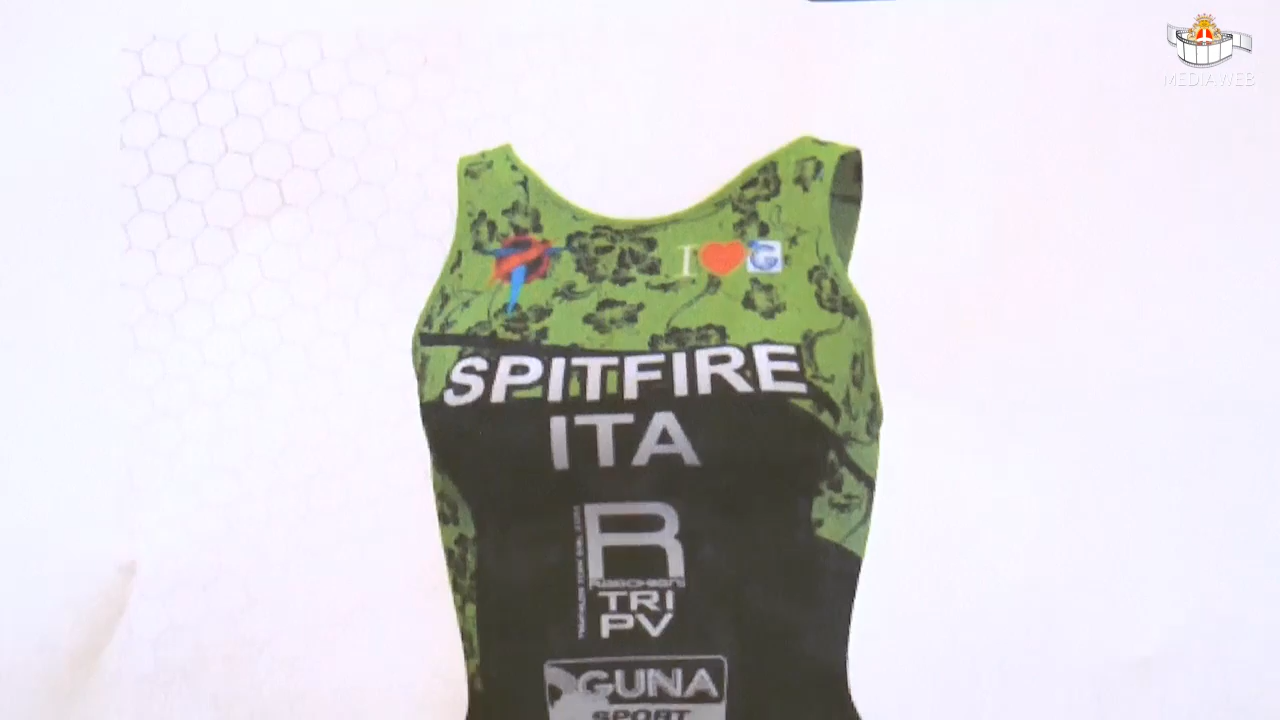 MEDIAWEB
I G
SPITFIRE
ITA
R
TRI
PV
GUNA
SPORT